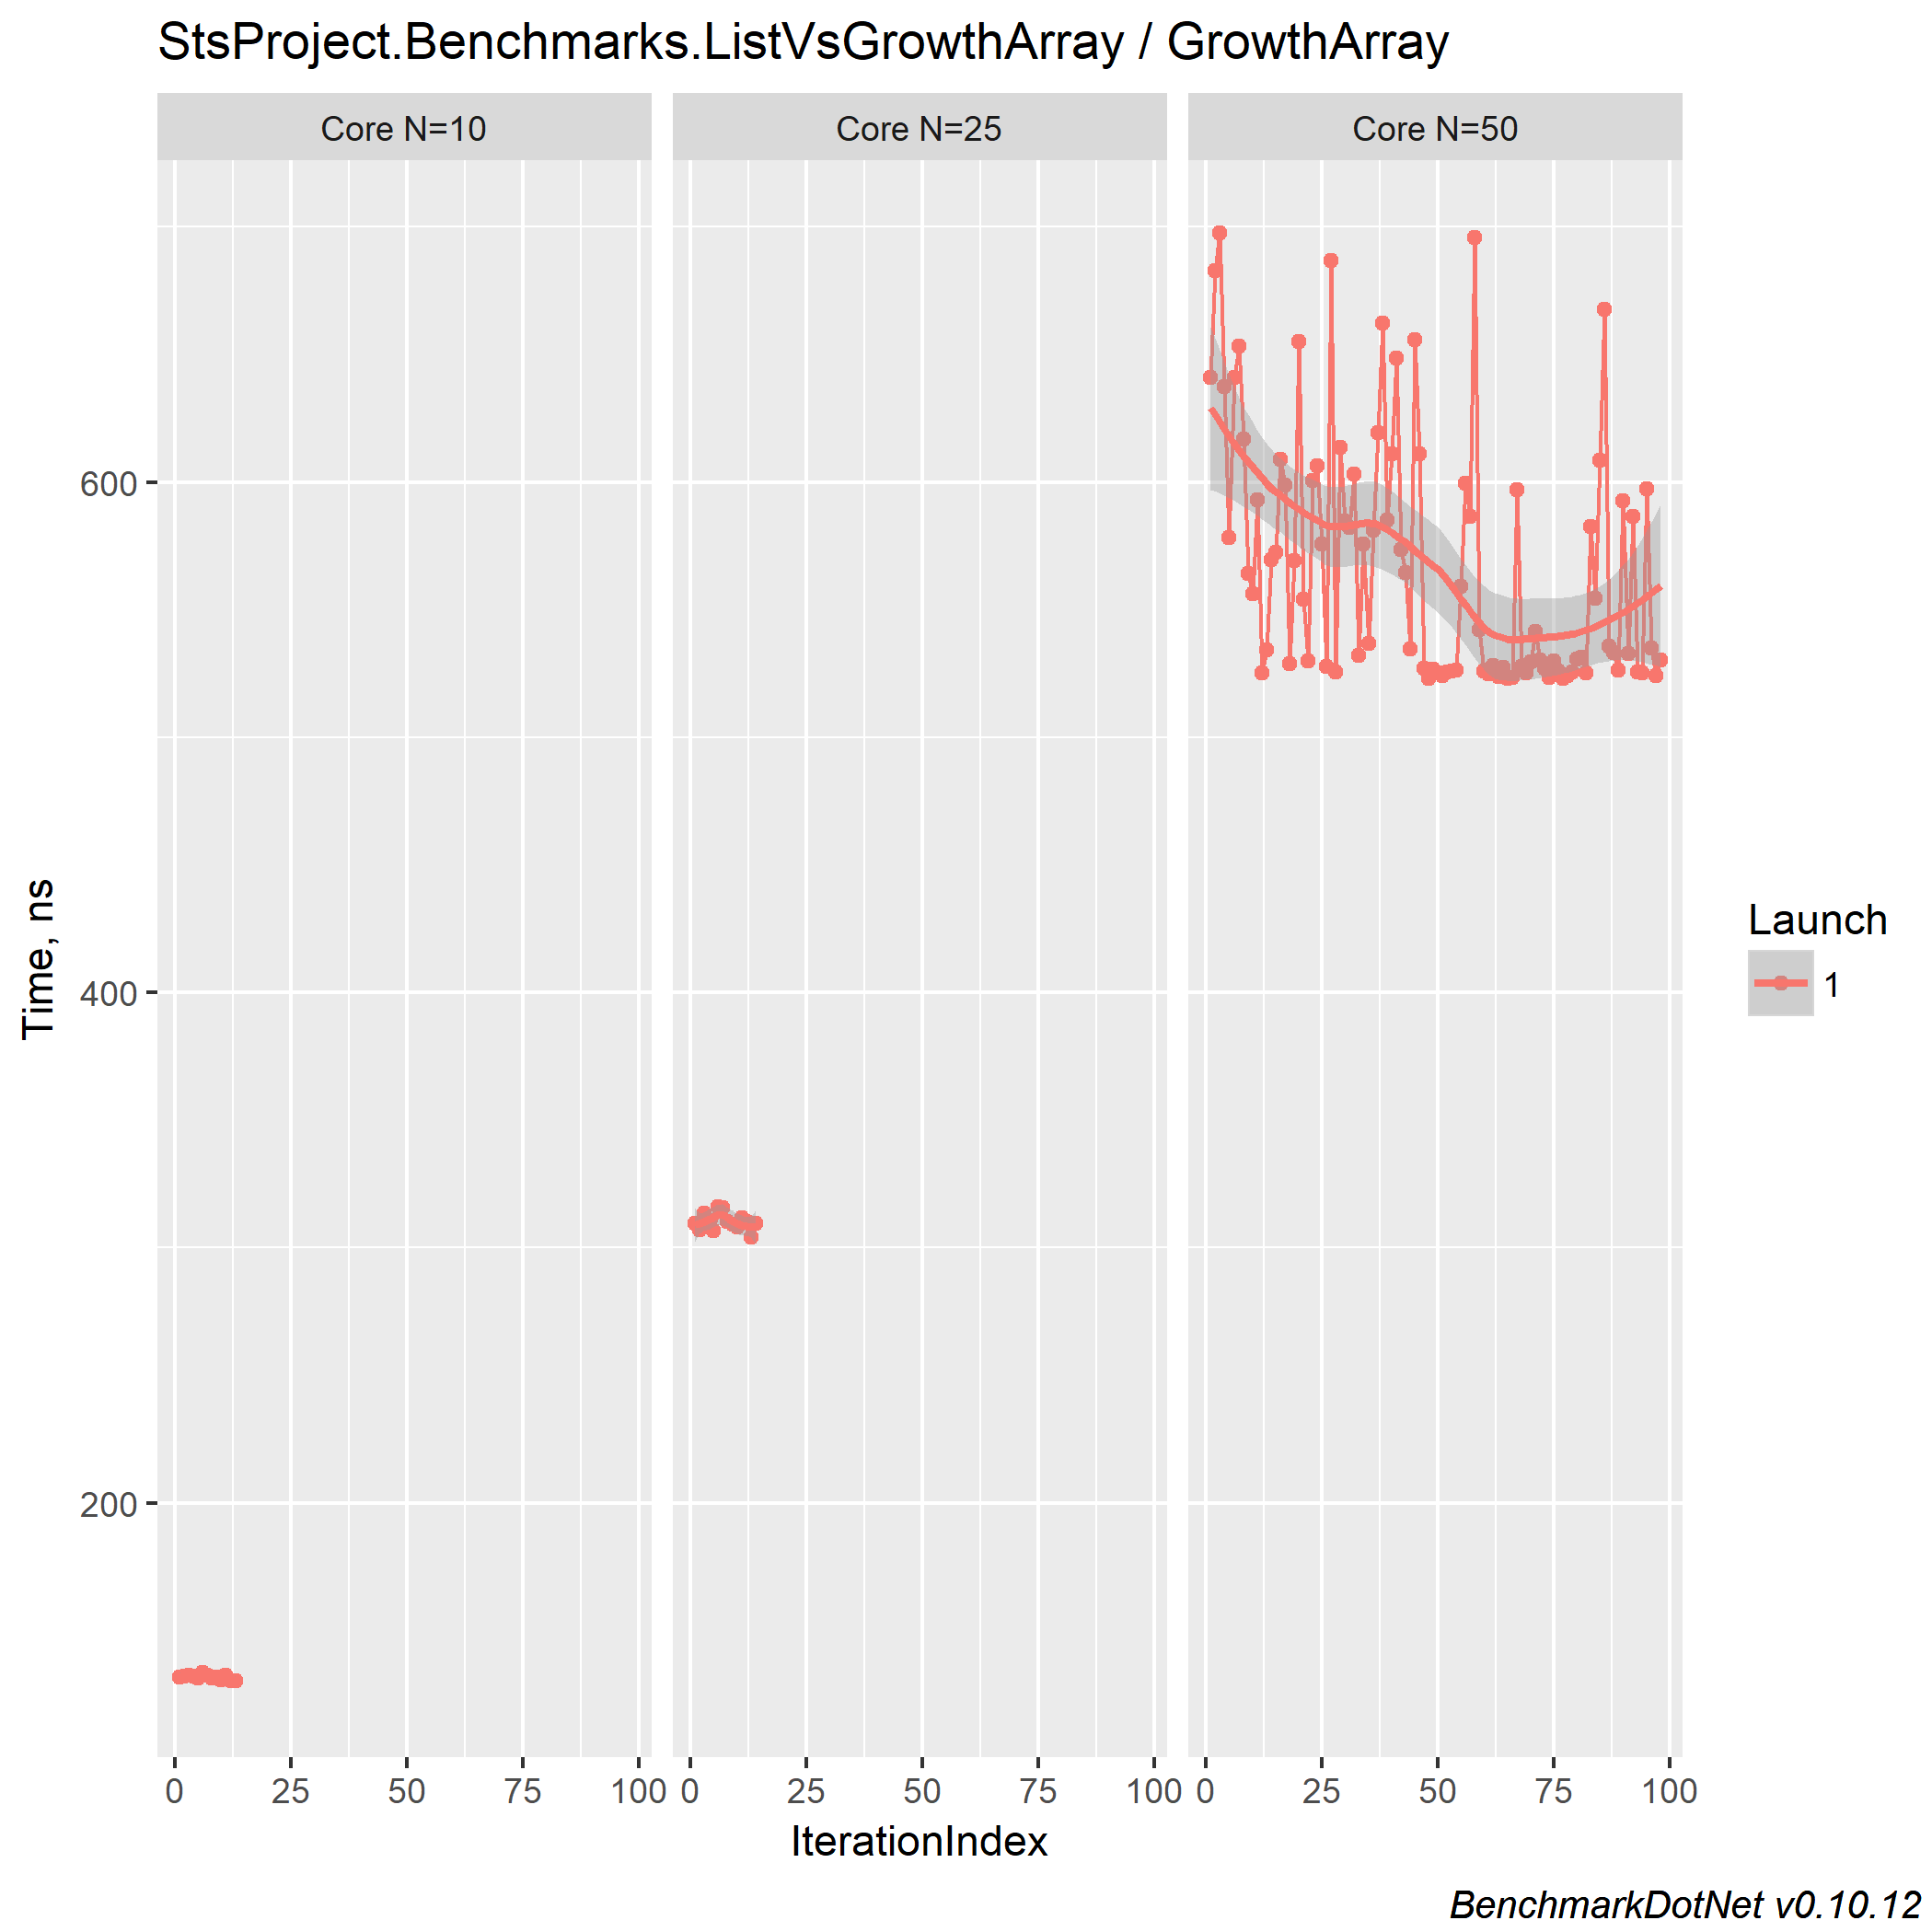 StsProject.Benchmarks.ListVsGrowthArray / GrowthArray
Core N=10
Core N=25
Core N=50
Time, ns
600
400
200
0 25 50 75 100
0 25 50 75 100
0 25 50 75 100
IterationIndex
Launch
1
BenchmarkDotNet v0.10.12